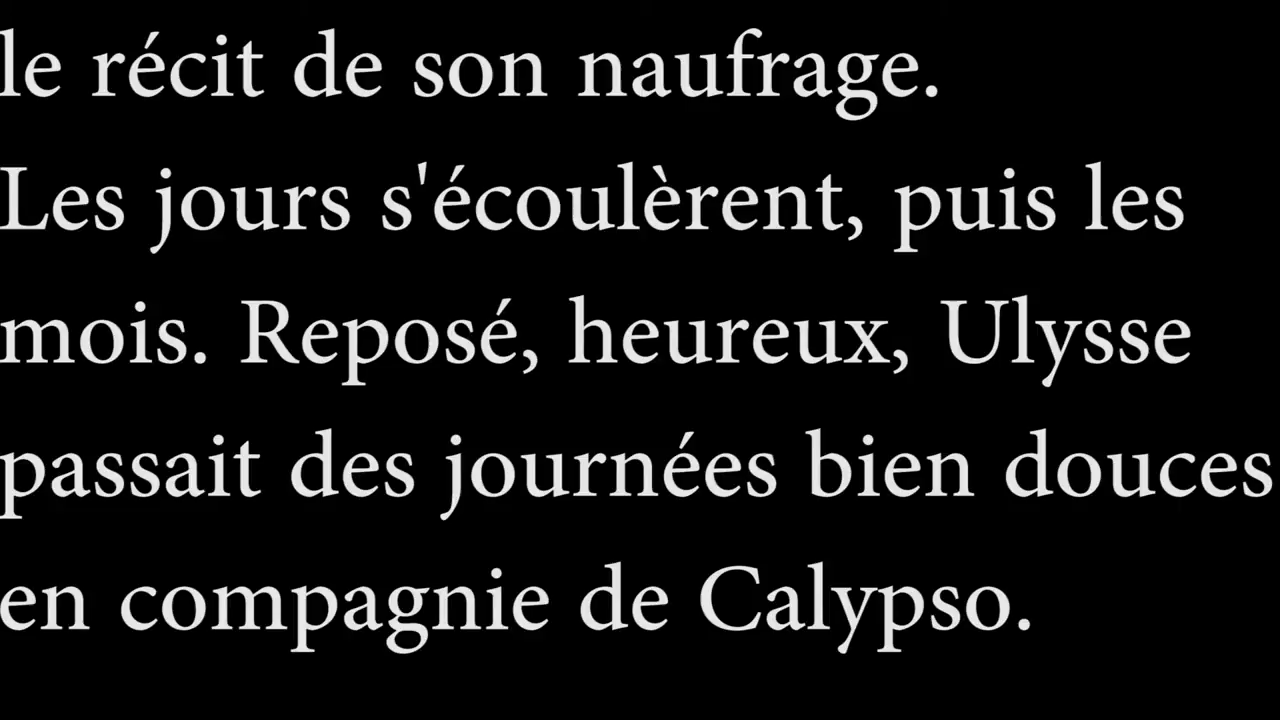 le récit de son naufrage.
Les jours s'écoulèrent, puis les
mois. Reposé, heureux, Ulysse
passait des journées bien douces
en compagnie de Calypso.